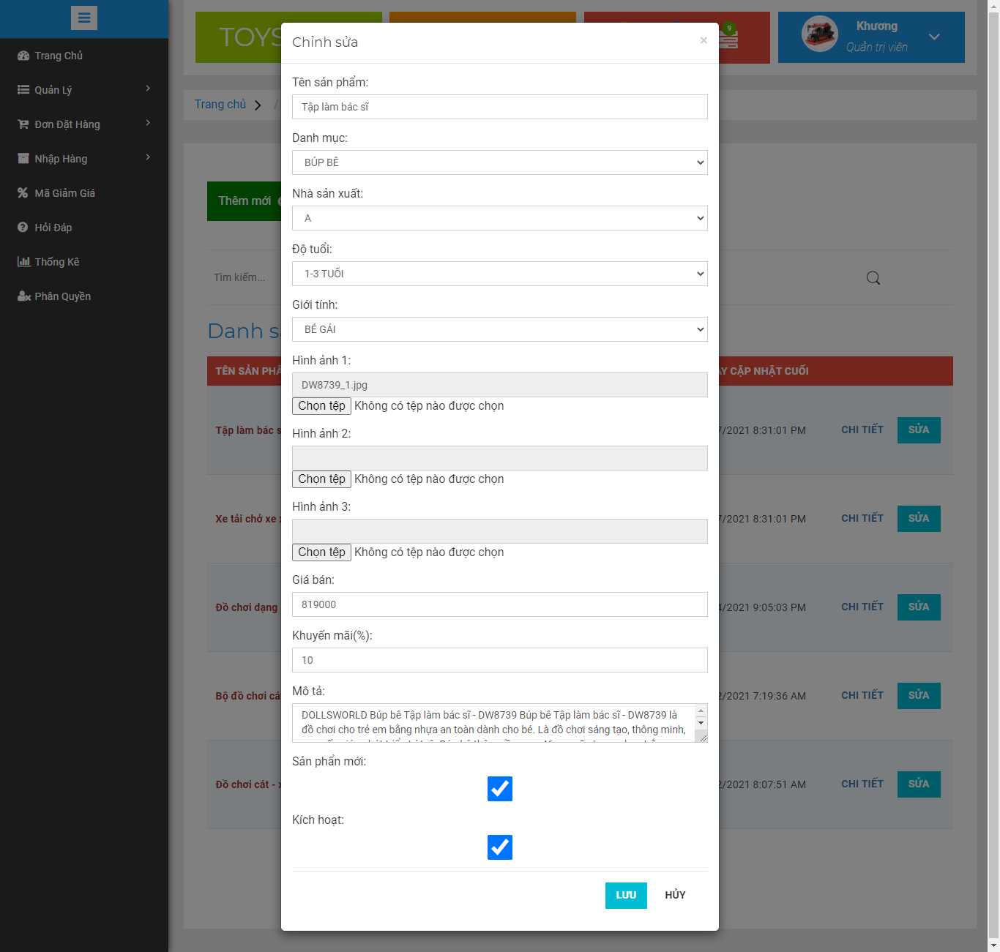 Trang Chủ
Quản Lý
Đơn Đặt Hàng
Nhập Hàng
Mã Giảm Giá
Hỏi Đáp
Thống Kê
Phân Quyền
TOYS
9
Khương
Quản trị viên
Trang chủ
/
Thêm mới
Tìm kiếm...
Danh
TÊN SẢN
CẬP NHẬT CUỐI
Tập làm bác
7/2021 8:31:01 PM CHI TIẾT SỬA
Xe tải chở xe
7/2021 8:31:01 PM CHI TIẾT SỬA
Đồ chơi dạng
4/2021 9:05:03 PM CHI TIẾT SỬA
Bộ đồ chơi
2/2021 7:19:36 AM CHI TIẾT SỬA
Đồ chơi cát -
2/2021 8:07:51 AM CHI TIẾT SỬA
Chỉnh sửa ×
Tên sản phẩm:
Tập làm bác sĩ
Danh mục:
BÚP BÊ
Nhà sản xuất:
A
Độ tuổi:
1-3 TUỔI
Giới tính:
BÉ GÁI
Hình ảnh 1:
DW8739_1.jpg
Chọn tệp Không có tệp nào được chọn
Hình ảnh 2:
Chọn tệp Không có tệp nào được chọn
Hình ảnh 3:
Chọn tệp Không có tệp nào được chọn
Giá bán:
819000
Khuyến mãi(%):
10
Mô tả:
DOLLSWORLD Búp bê Tập làm bác sĩ - DW8739 Búp bê Tập làm bác sĩ - DW8739 là
đồ chơi cho trẻ em bằng nhựa an toàn dành cho bé. Là đồ chơi sáng tạo, thông minh,
Sản phẩn mới:
Kích hoạt:
LƯU HỦY